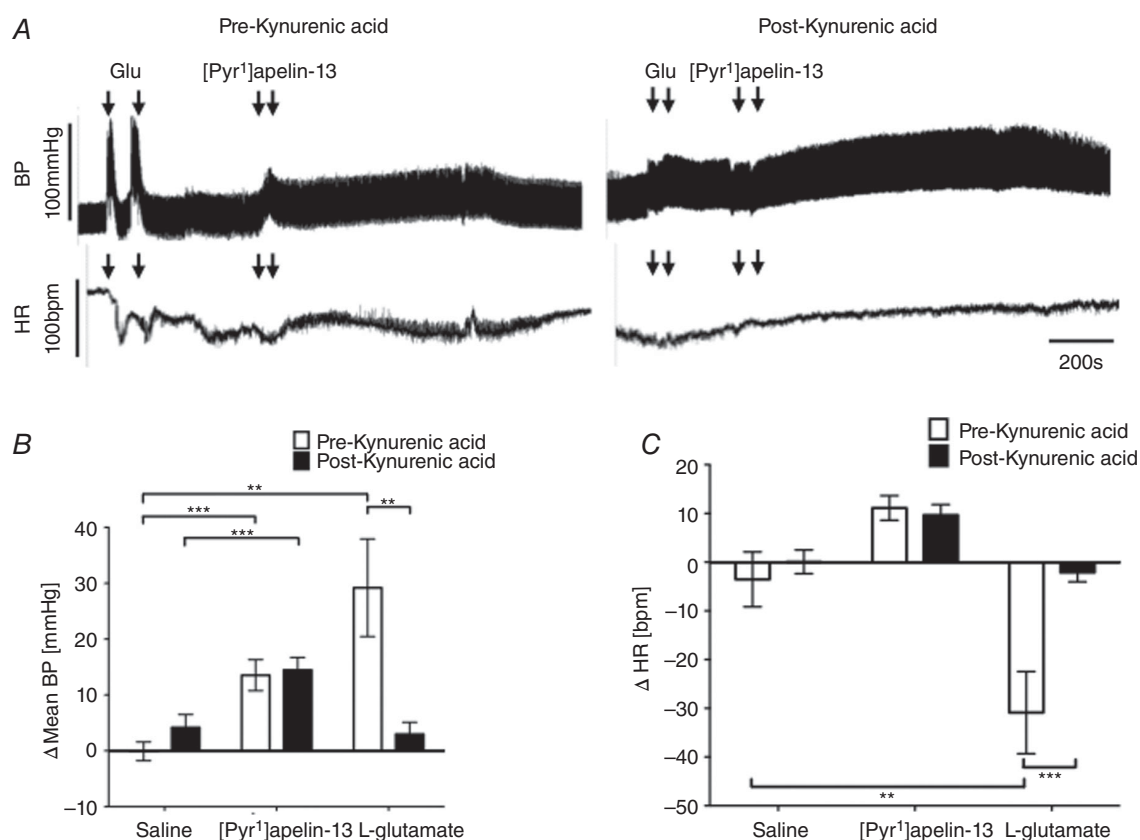 A
Pre-Kynurenic acid
Post-Kynurenic acid
Glu [Pyr¹]apelin-13
Glu [Pyr¹]apelin-13
BP
100mmHg
HR
100bpm
200s
B
Pre-Kynurenic acid
Post-Kynurenic acid
**
**
***
***
40
30
20
10
0
–10
Δ Mean BP [mmHg]
Saline [Pyr¹]apelin-13 L-glutamate
C
Pre-Kynurenic acid
Post-Kynurenic acid
20
10
0
–10
–20
–30
–40
–50
Δ HR [bpm]
***
**
Saline [Pyr¹]apelin-13 L-glutamate